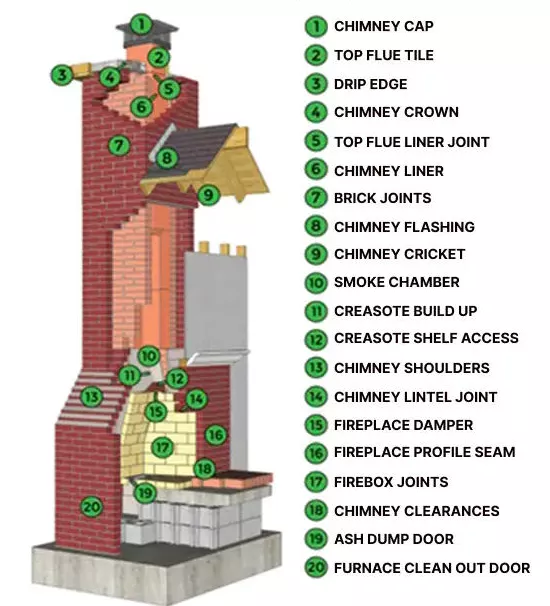 1 CHIMNEY CAP
2 TOP FLUE TILE
3 DRIP EDGE
4 CHIMNEY CROWN
5 TOP FLUE LINER JOINT
6 CHIMNEY LINER
7 BRICK JOINTS
8 CHIMNEY FLASHING
9 CHIMNEY CRICKET
10 SMOKE CHAMBER
11 CREASOTE BUILD UP
12 CREASOTE SHELF ACCESS
13 CHIMNEY SHOULDERS
14 CHIMNEY LINTEL JOINT
15 FIREPLACE DAMPER
16 FIREPLACE PROFILE SEAM
17 FIREBOX JOINTS
18 CHIMNEY CLEARANCES
19 ASH DUMP DOOR
20 FURNACE CLEAN OUT DOOR
1
2
3
4
5
6
7
8
9
10
11
12
13
14
15
16
17
18
19
20